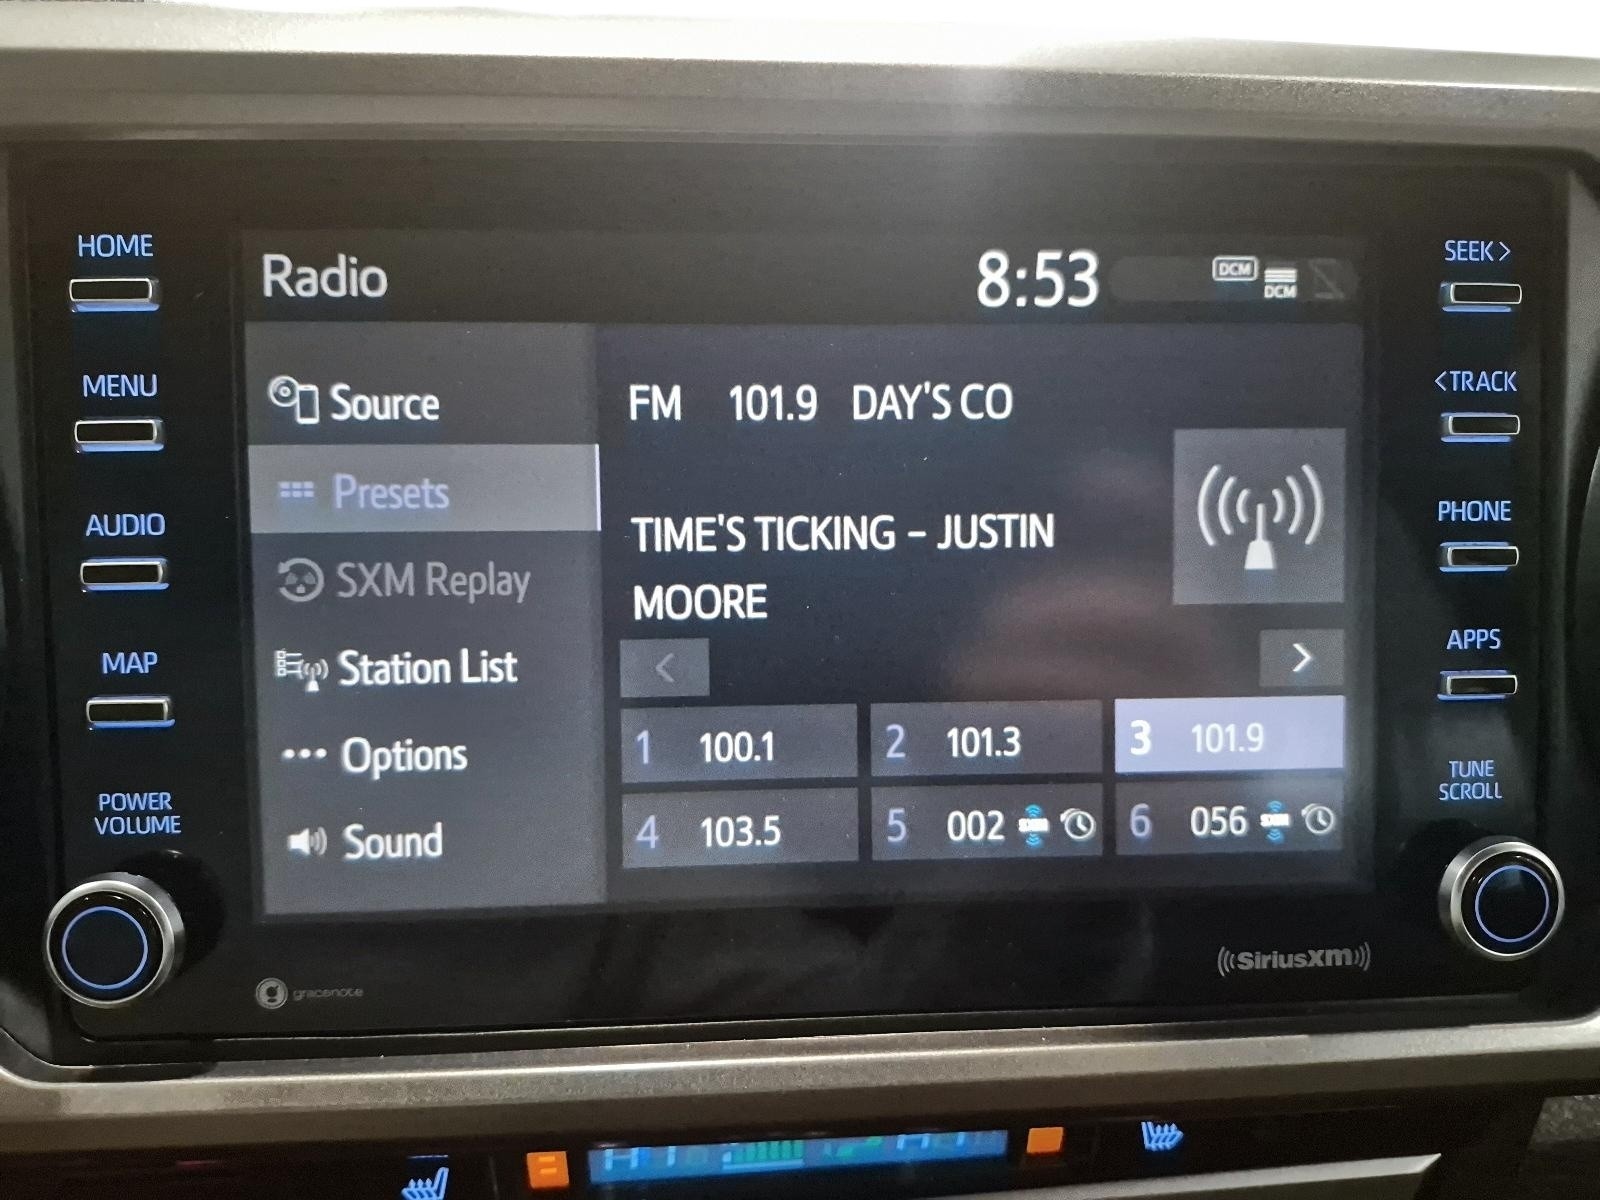 HOME
MENU
AUDIO
MAP
POWER
VOLUME
Radio
8:53
DCM
DCM
Source
Presets
SXM Replay
Station List
Options
Sound
FM 101.9 DAY'S CO
TIME'S TICKING – JUSTIN
MOORE
<
>
1 100.1
2 101.3
3 101.9
4 103.5
5 002 SXM
6 056 SXM
SEEK>
<TRACK
PHONE
APPS
TUNE
SCROLL
gracenote
((SiriusXM))